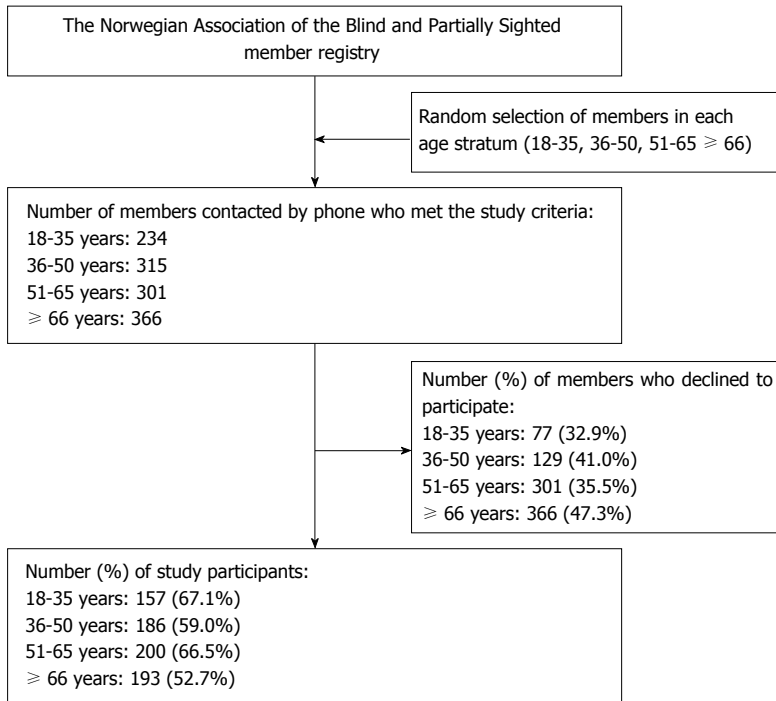 The Norwegian Association of the Blind and Partially Sighted
member registry
Random selection of members in each
age stratum (18-35, 36-50, 51-65 ⩾ 66)
Number of members contacted by phone who met the study criteria:
18-35 years: 234
36-50 years: 315
51-65 years: 301
⩾ 66 years: 366
Number (%) of members who declined to
participate:
18-35 years: 77 (32.9%)
36-50 years: 129 (41.0%)
51-65 years: 301 (35.5%)
⩾ 66 years: 366 (47.3%)
Number (%) of study participants:
18-35 years: 157 (67.1%)
36-50 years: 186 (59.0%)
51-65 years: 200 (66.5%)
⩾ 66 years: 193 (52.7%)